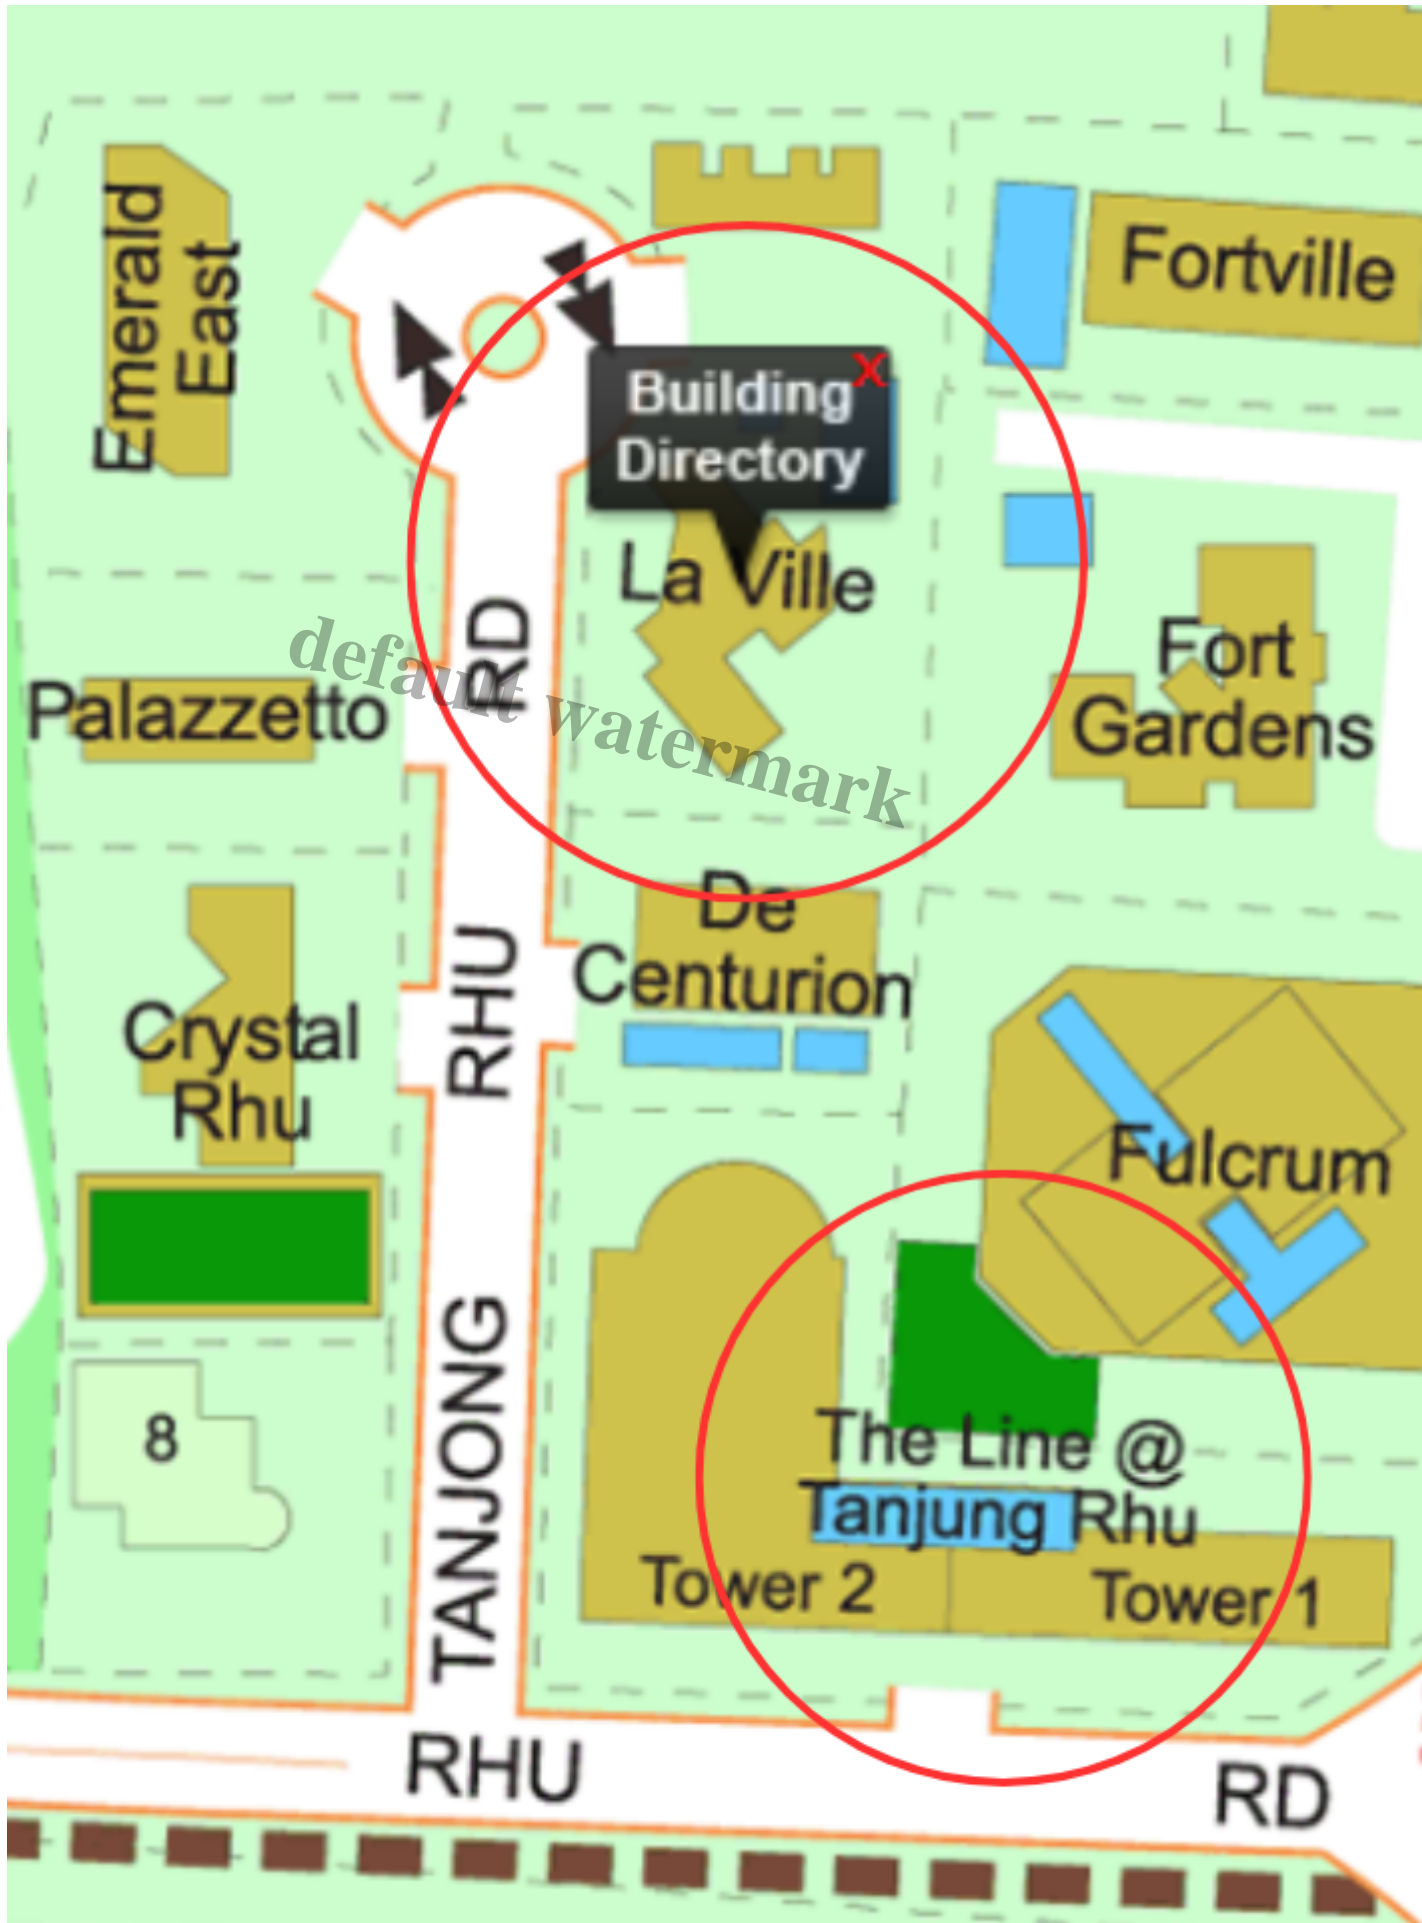 Emerald
East
Fortville
x
Building
Directory
La Ville
RD
default watermark
Palazzetto
Fort
Gardens
De
Centurion
RHU
Crystal
Rhu
Fulcrum
TANJONG
8
The Line @
Tanjung Rhu
Tower 2
Tower 1
RHU
RD